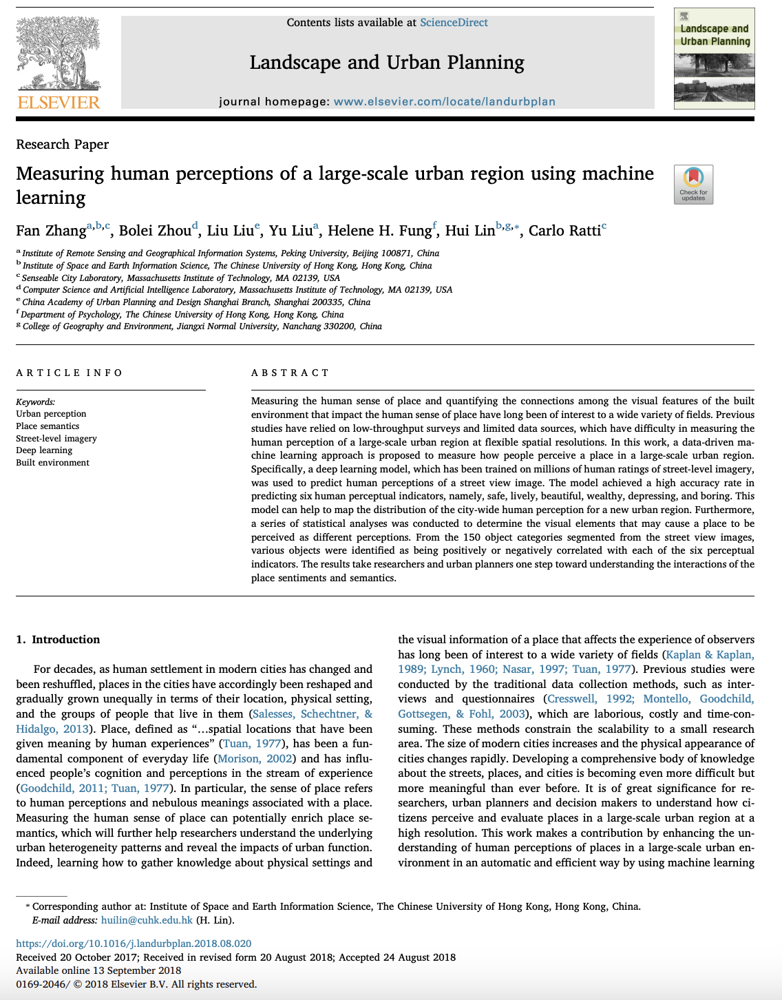 Contents lists available at ScienceDirect
Landscape and Urban Planning
journal homepage: www.elsevier.com/locate/landurbplan
ELSEVIER
Landscape and
Urban Planning
Research Paper
Measuring human perceptions of a large-scale urban region using machine
learning
Check for
updates
Fan Zhang^a,b,c, Bolei Zhou^d, Liu Liu^e, Yu Liu^a, Helene H. Fung^f, Hui Lin^b,g,*, Carlo Ratti^c
^a Institute of Remote Sensing and Geographical Information Systems, Peking University, Beijing 100871, China
^b Institute of Space and Earth Information Science, The Chinese University of Hong Kong, Hong Kong, China
^c Senseable City Laboratory, Massachusetts Institute of Technology, MA 02139, USA
^d Computer Science and Artificial Intelligence Laboratory, Massachusetts Institute of Technology, MA 02139, USA
^e China Academy of Urban Planning and Design Shanghai Branch, Shanghai 200335, China
^f Department of Psychology, The Chinese University of Hong Kong, Hong Kong, China
^g College of Geography and Environment, Jiangxi Normal University, Nanchang 330200, China
ARTICLE INFO
Keywords:
Urban perception
Place semantics
Street-level imagery
Deep learning
Built environment
ABSTRACT
Measuring the human sense of place and quantifying the connections among the visual features of the built
environment that impact the human sense of place have long been of interest to a wide variety of fields. Previous
studies have relied on low-throughput surveys and limited data sources, which have difficulty in measuring the
human perception of a large-scale urban region at flexible spatial resolutions. In this work, a data-driven ma-
chine learning approach is proposed to measure how people perceive a place in a large-scale urban region.
Specifically, a deep learning model, which has been trained on millions of human ratings of street-level imagery,
was used to predict human perceptions of a street view image. The model achieved a high accuracy rate in
predicting six human perceptual indicators, namely, safe, lively, beautiful, wealthy, depressing, and boring. This
model can help to map the distribution of the city-wide human perception for a new urban region. Furthermore,
a series of statistical analyses was conducted to determine the visual elements that may cause a place to be
perceived as different perceptions. From the 150 object categories segmented from the street view images,
various objects were identified as being positively or negatively correlated with each of the six perceptual
indicators. The results take researchers and urban planners one step toward understanding the interactions of the
place sentiments and semantics.
1. Introduction
For decades, as human settlement in modern cities has changed and
been reshuffled, places in the cities have accordingly been reshaped and
gradually grown unequally in terms of their location, physical setting,
and the groups of people that live in them (Salesses, Schechtner, &
Hidalgo, 2013). Place, defined as “…spatial locations that have been
given meaning by human experiences” (Tuan, 1977), has been a fun-
damental component of everyday life (Morison, 2002) and has influ-
enced people’s cognition and perceptions in the stream of experience
(Goodchild, 2011; Tuan, 1977). In particular, the sense of place refers
to human perceptions and nebulous meanings associated with a place.
Measuring the human sense of place can potentially enrich place se-
mantics, which will further help researchers understand the underlying
urban heterogeneity patterns and reveal the impacts of urban function.
Indeed, learning how to gather knowledge about physical settings and
the visual information of a place that affects the experience of observers
has long been of interest to a wide variety of fields (Kaplan & Kaplan,
1989; Lynch, 1960; Nasar, 1997; Tuan, 1977). Previous studies were
conducted by the traditional data collection methods, such as inter-
views and questionnaires (Cresswell, 1992; Montello, Goodchild,
Gottsegen, & Fohl, 2003), which are laborious, costly and time-con-
suming. These methods constrain the scalability to a small research
area. The size of modern cities increases and the physical appearance of
cities changes rapidly. Developing a comprehensive body of knowledge
about the streets, places, and cities is becoming even more difficult but
more meaningful than ever before. It is of great significance for re-
searchers, urban planners and decision makers to understand how ci-
tizens perceive and evaluate places in a large-scale urban region at a
high resolution. This work makes a contribution by enhancing the un-
derstanding of human perceptions of places in a large-scale urban en-
vironment in an automatic and efficient way by using machine learning
* Corresponding author at: Institute of Space and Earth Information Science, The Chinese University of Hong Kong, Hong Kong, China.
E-mail address: huilin@cuhk.edu.hk (H. Lin).
https://doi.org/10.1016/j.landurbplan.2018.08.020
Received 20 October 2017; Received in revised form 20 August 2018; Accepted 24 August 2018
Available online 13 September 2018
0169-2046/ © 2018 Elsevier B.V. All rights reserved.